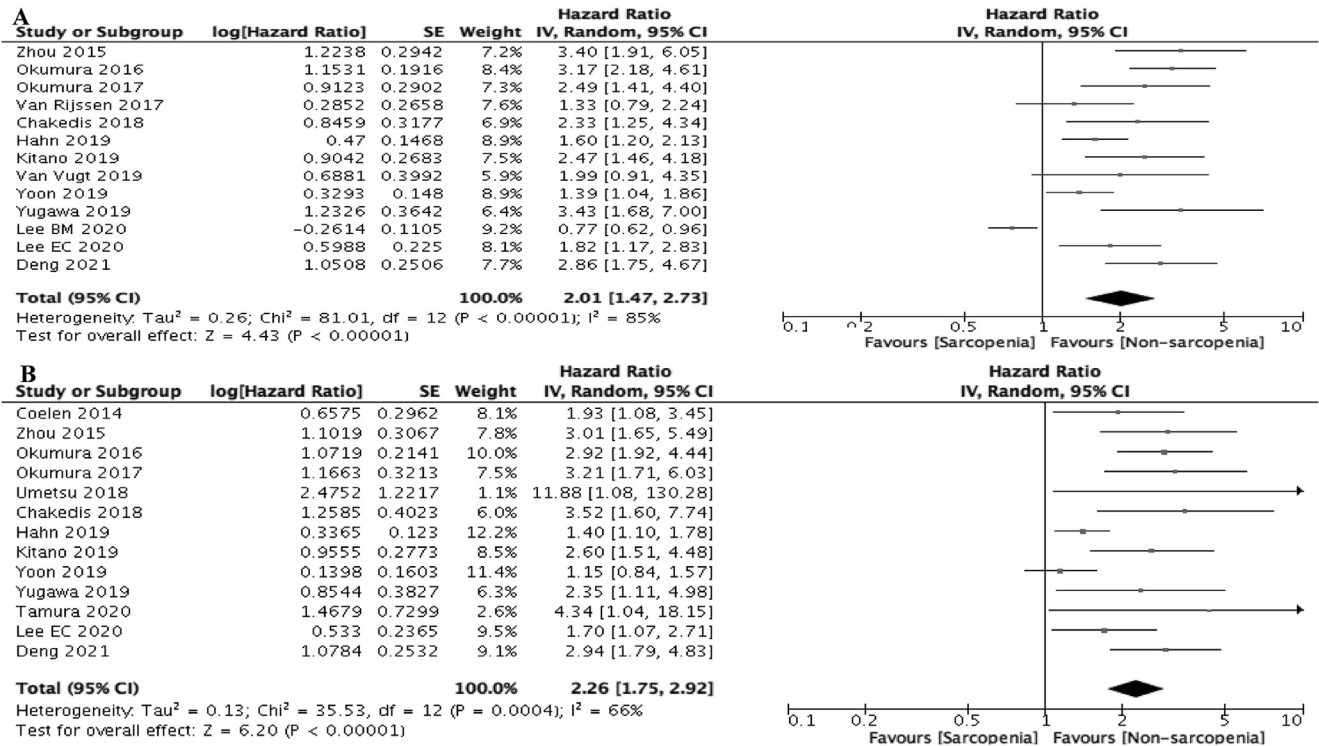 A
Hazard Ratio Hazard Ratio
Study or Subgroup log[Hazard Ratio] SE Weight IV, Random, 95% CI IV, Random, 95% CI
Zhou 2015 1.2238 0.2942 7.2% 3.40 [1.91, 6.05]
Okumura 2016 1.1531 0.1916 8.4% 3.17 [2.18, 4.61]
Okumura 2017 0.9123 0.2902 7.3% 2.49 [1.41, 4.40]
Van Rijssen 2017 0.2852 0.2658 7.6% 1.33 [0.79, 2.24]
Chakedis 2018 0.8459 0.3177 6.9% 2.33 [1.25, 4.34]
Hahn 2019 0.47 0.1468 8.9% 1.60 [1.20, 2.13]
Kitano 2019 0.9042 0.2683 7.5% 2.47 [1.46, 4.18]
Van Vugt 2019 0.6881 0.3992 5.9% 1.99 [0.91, 4.35]
Yoon 2019 0.3293 0.148 8.9% 1.39 [1.04, 1.86]
Yugawa 2019 1.2326 0.3642 6.4% 3.43 [1.68, 7.00]
Lee BM 2020 −0.2614 0.1105 9.2% 0.77 [0.62, 0.96]
Lee EC 2020 0.5988 0.225 8.1% 1.82 [1.17, 2.83]
Deng 2021 1.0508 0.2506 7.7% 2.86 [1.75, 4.67]
Total (95% CI) 100.0% 2.01 [1.47, 2.73]
Heterogeneity: Tau² = 0.26; Chi² = 81.01, df = 12 (P < 0.00001); I² = 85%
Test for overall effect: Z = 4.43 (P < 0.00001)
0.1 0.2 0.5 1 2 5 10
Favours [Sarcopenia] Favours [Non-sarcopenia]
B
Hazard Ratio Hazard Ratio
Study or Subgroup log[Hazard Ratio] SE Weight IV, Random, 95% CI IV, Random, 95% CI
Coelen 2014 0.6575 0.2962 8.1% 1.93 [1.08, 3.45]
Zhou 2015 1.1019 0.3067 7.8% 3.01 [1.65, 5.49]
Okumura 2016 1.0719 0.2141 10.0% 2.92 [1.92, 4.44]
Okumura 2017 1.1663 0.3213 7.5% 3.21 [1.71, 6.03]
Umetsu 2018 2.4752 1.2217 1.1% 11.88 [1.08, 130.28]
Chakedis 2018 1.2585 0.4023 6.0% 3.52 [1.60, 7.74]
Hahn 2019 0.3365 0.123 12.2% 1.40 [1.10, 1.78]
Kitano 2019 0.9555 0.2773 8.5% 2.60 [1.51, 4.48]
Yoon 2019 0.1398 0.1603 11.4% 1.15 [0.84, 1.57]
Yugawa 2019 0.8544 0.3827 6.3% 2.35 [1.11, 4.98]
Tamura 2020 1.4679 0.7299 2.6% 4.34 [1.04, 18.15]
Lee EC 2020 0.533 0.2365 9.5% 1.70 [1.07, 2.71]
Deng 2021 1.0784 0.2532 9.1% 2.94 [1.79, 4.83]
Total (95% CI) 100.0% 2.26 [1.75, 2.92]
Heterogeneity: Tau² = 0.13; Chi² = 35.53, df = 12 (P = 0.0004); I² = 66%
Test for overall effect: Z = 6.20 (P < 0.00001)
0.1 0.2 0.5 1 2 5 10
Favours [Sarcopenia] Favours [Non-sarcopenia]